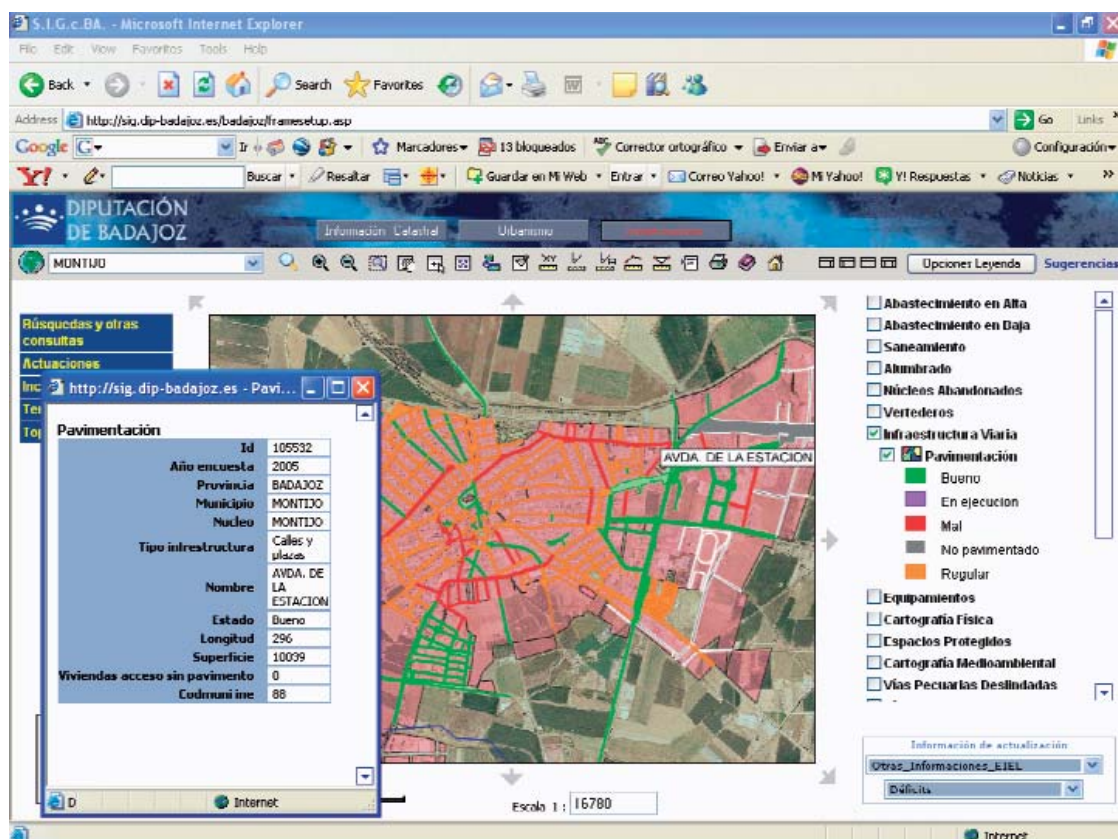 S.I.G.c.BA. - Microsoft Internet Explorer
File Edit View Favoritos Tools Help
Back Search Favorites
Address http://sig.dip-badajoz.es/badajoz/framesetup.asp Go Links
Google Ir Marcadores 13 bloqueados Corrector ortográfico Enviar a Configuración
Y! Buscar Resaltar Guardar en Mi Web Entrar Correo Yahoo! Mi Yahoo! Y! Respuestas Noticias
DIPUTACIÓN
DE BADAJOZ
Información Catastral Urbanismo
MONTIJO Opciones Leyenda Sugerencias
Búsquedas y otras
consultas
Actuaciones
Inc
Ter
Top
http://sig.dip-badajoz.es - Pavi...
Pavimentación
Id 105532
Año encuesta 2005
Provincia BADAJOZ
Municipio MONTIJO
Nucleo MONTIJO
Tipo infrestructura Calles y
plazas
Nombre AVDA. DE
LA
ESTACION
Estado Bueno
Longitud 296
Superficie 10039
Viviendas acceso sin pavimento 0
Codmuni ine 88
D Internet
AVDA. DE LA ESTACION
Escala 1: 16780
Abastecimiento en Alta
Abastecimiento en Baja
Saneamiento
Alumbrado
Núcleos Abandonados
Vertederos
Infraestructura Viaria
Pavimentación
Bueno
En ejecucion
Mal
No pavimentado
Regular
Equipamientos
Cartografía Física
Espacios Protegidos
Cartografía Medioambiental
Vías Pecuarias Deslindadas
Información de actualización
Otras_Informaciones_EIEL
Déficits
Internet